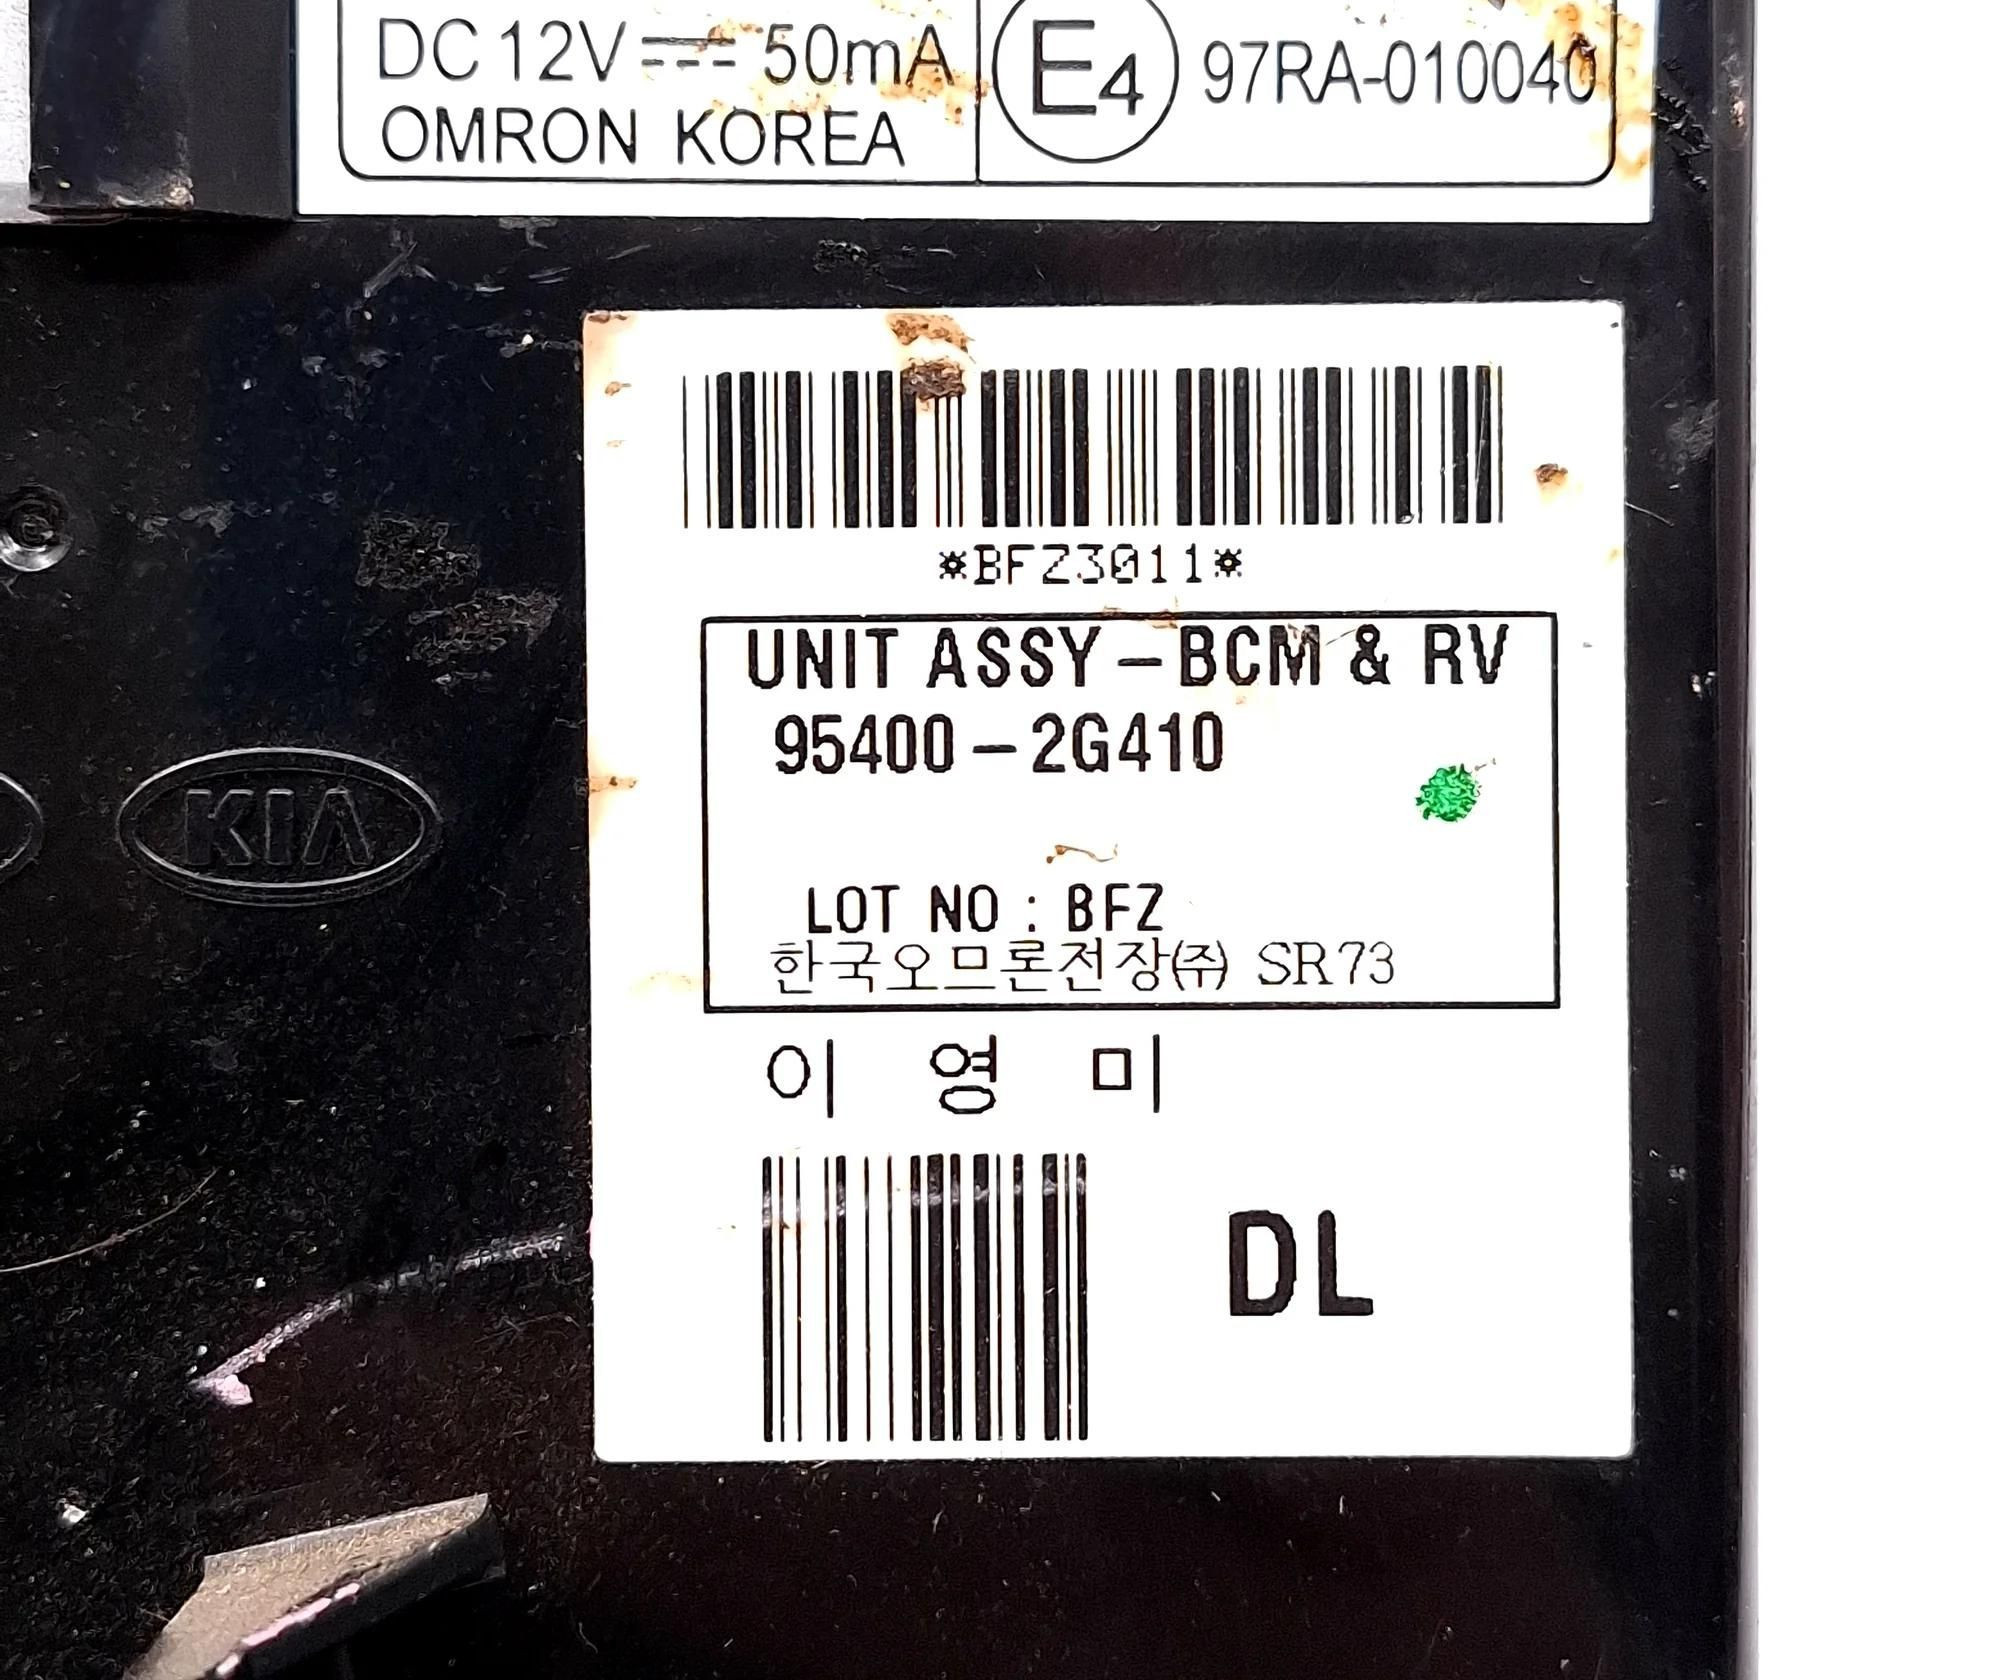 DC 12V 50mA
OMRON KOREA
E4 97RA-010040
*BFZ3011*
UNIT ASSY-BCM & RV
95400-2G410
LOT NO : BFZ
한국오므론전장㈜ SR73
이 영 미
DL
KIA